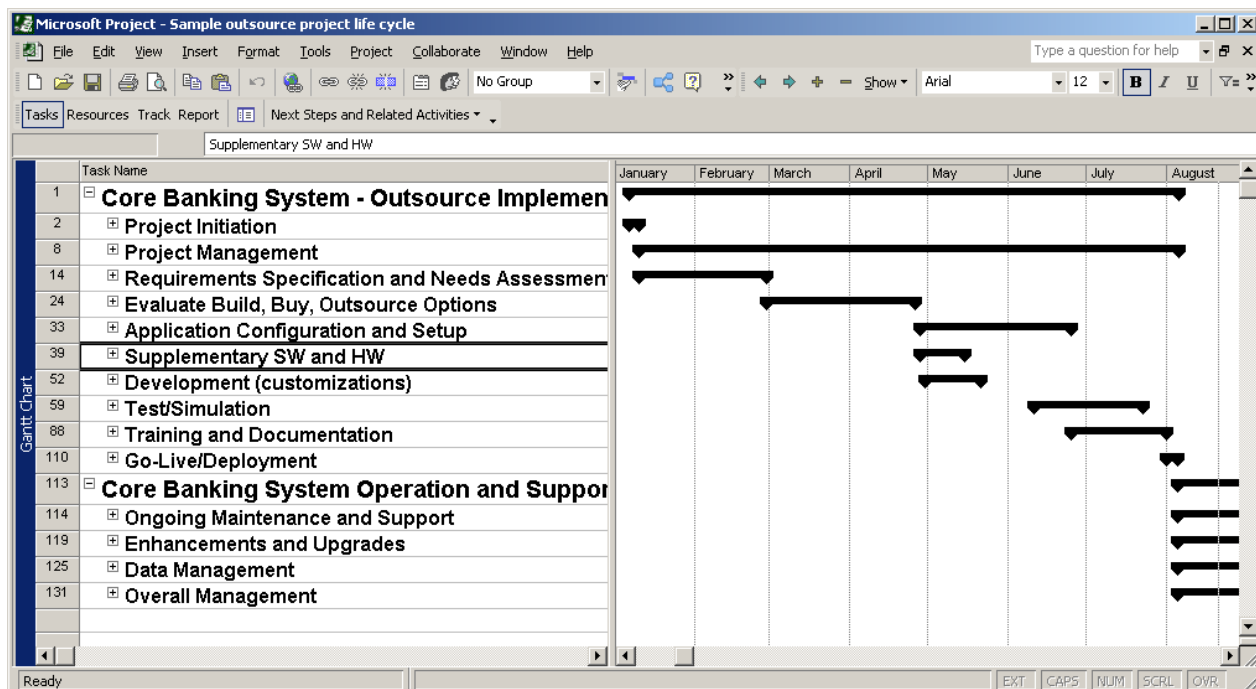 Microsoft Project - Sample outsource project life cycle
File Edit View Insert Format Tools Project Collaborate Window Help Type a question for help
No Group Show Arial 12 B I U
Tasks Resources Track Report Next Steps and Related Activities
Supplementary SW and HW
Task Name January February March April May June July August
1 Core Banking System - Outsource Implemen
2 Project Initiation
8 Project Management
14 Requirements Specification and Needs Assessmen
24 Evaluate Build, Buy, Outsource Options
33 Application Configuration and Setup
39 Supplementary SW and HW
52 Development (customizations)
59 Test/Simulation
88 Training and Documentation
110 Go-Live/Deployment
113 Core Banking System Operation and Suppor
114 Ongoing Maintenance and Support
119 Enhancements and Upgrades
125 Data Management
131 Overall Management
Gantt Chart
Ready EXT CAPS NUM SCRL OVR